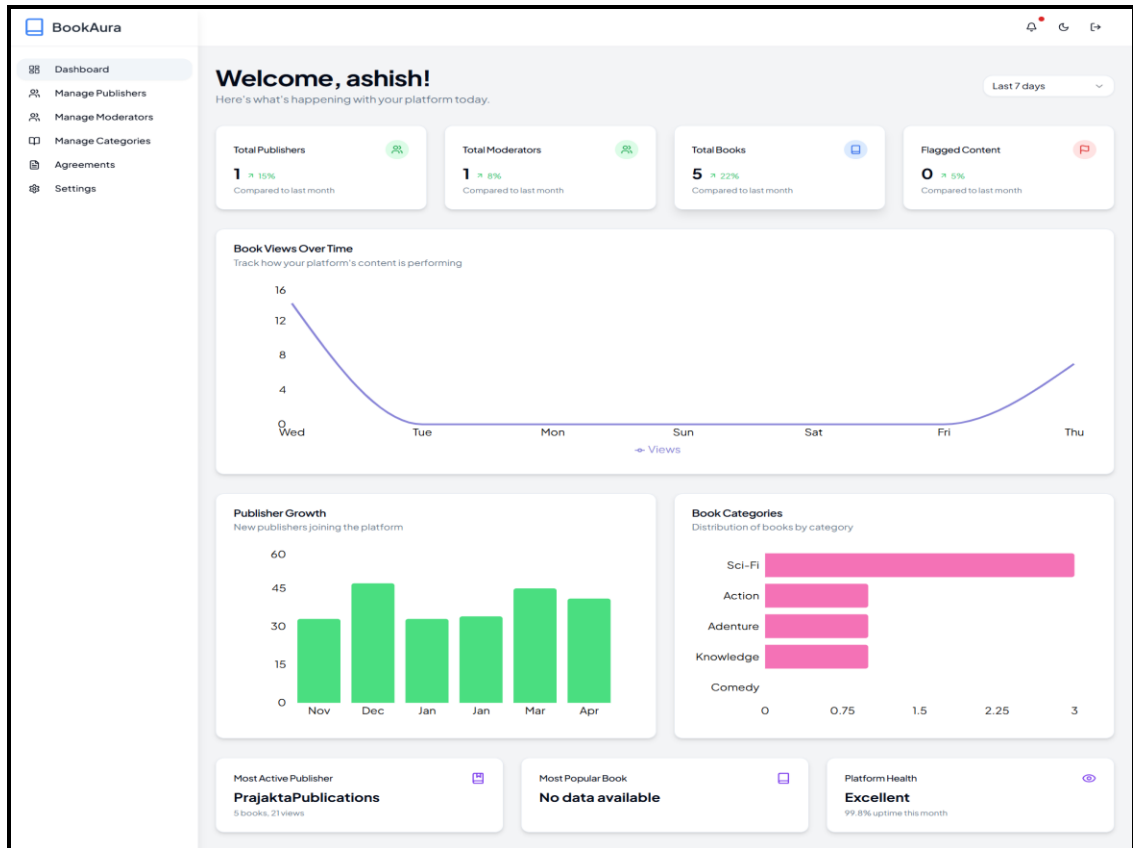 BookAura
Dashboard
Manage Publishers
Manage Moderators
Manage Categories
Agreements
Settings
Welcome, ashish!
Here's what's happening with your platform today.
Last 7 days
Total Publishers
1 15%
Compared to last month
Total Moderators
1 8%
Compared to last month
Total Books
5 22%
Compared to last month
Flagged Content
0 5%
Compared to last month
Book Views Over Time
Track how your platform's content is performing
16
12
8
4
0
Wed Tue Mon Sun Sat Fri Thu
Views
Publisher Growth
New publishers joining the platform
60
45
30
15
0
Nov Dec Jan Jan Mar Apr
Book Categories
Distribution of books by category
Sci-Fi
Action
Adenture
Knowledge
Comedy
0 0.75 1.5 2.25 3
Most Active Publisher
PrajaktaPublications
5 books, 21 views
Most Popular Book
No data available
Platform Health
Excellent
99.8% uptime this month